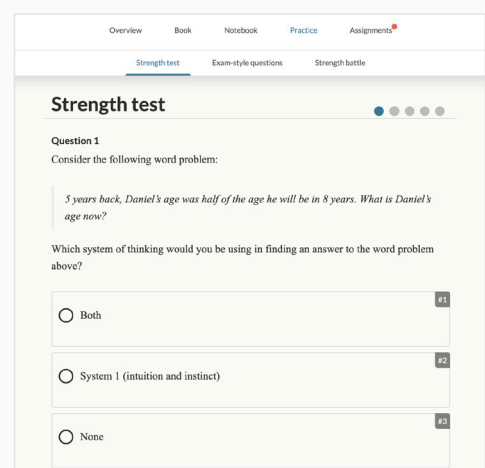 Overview Book Notebook Practice Assignments
Strength test Exam-style questions Strength battle
Strength test
Question 1
Consider the following word problem:
5 years back, Daniel's age was half of the age he will be in 8 years. What is Daniel's
age now?
Which system of thinking would you be using in finding an answer to the word problem
above?
#1
Both
#2
System 1 (intuition and instinct)
#3
None